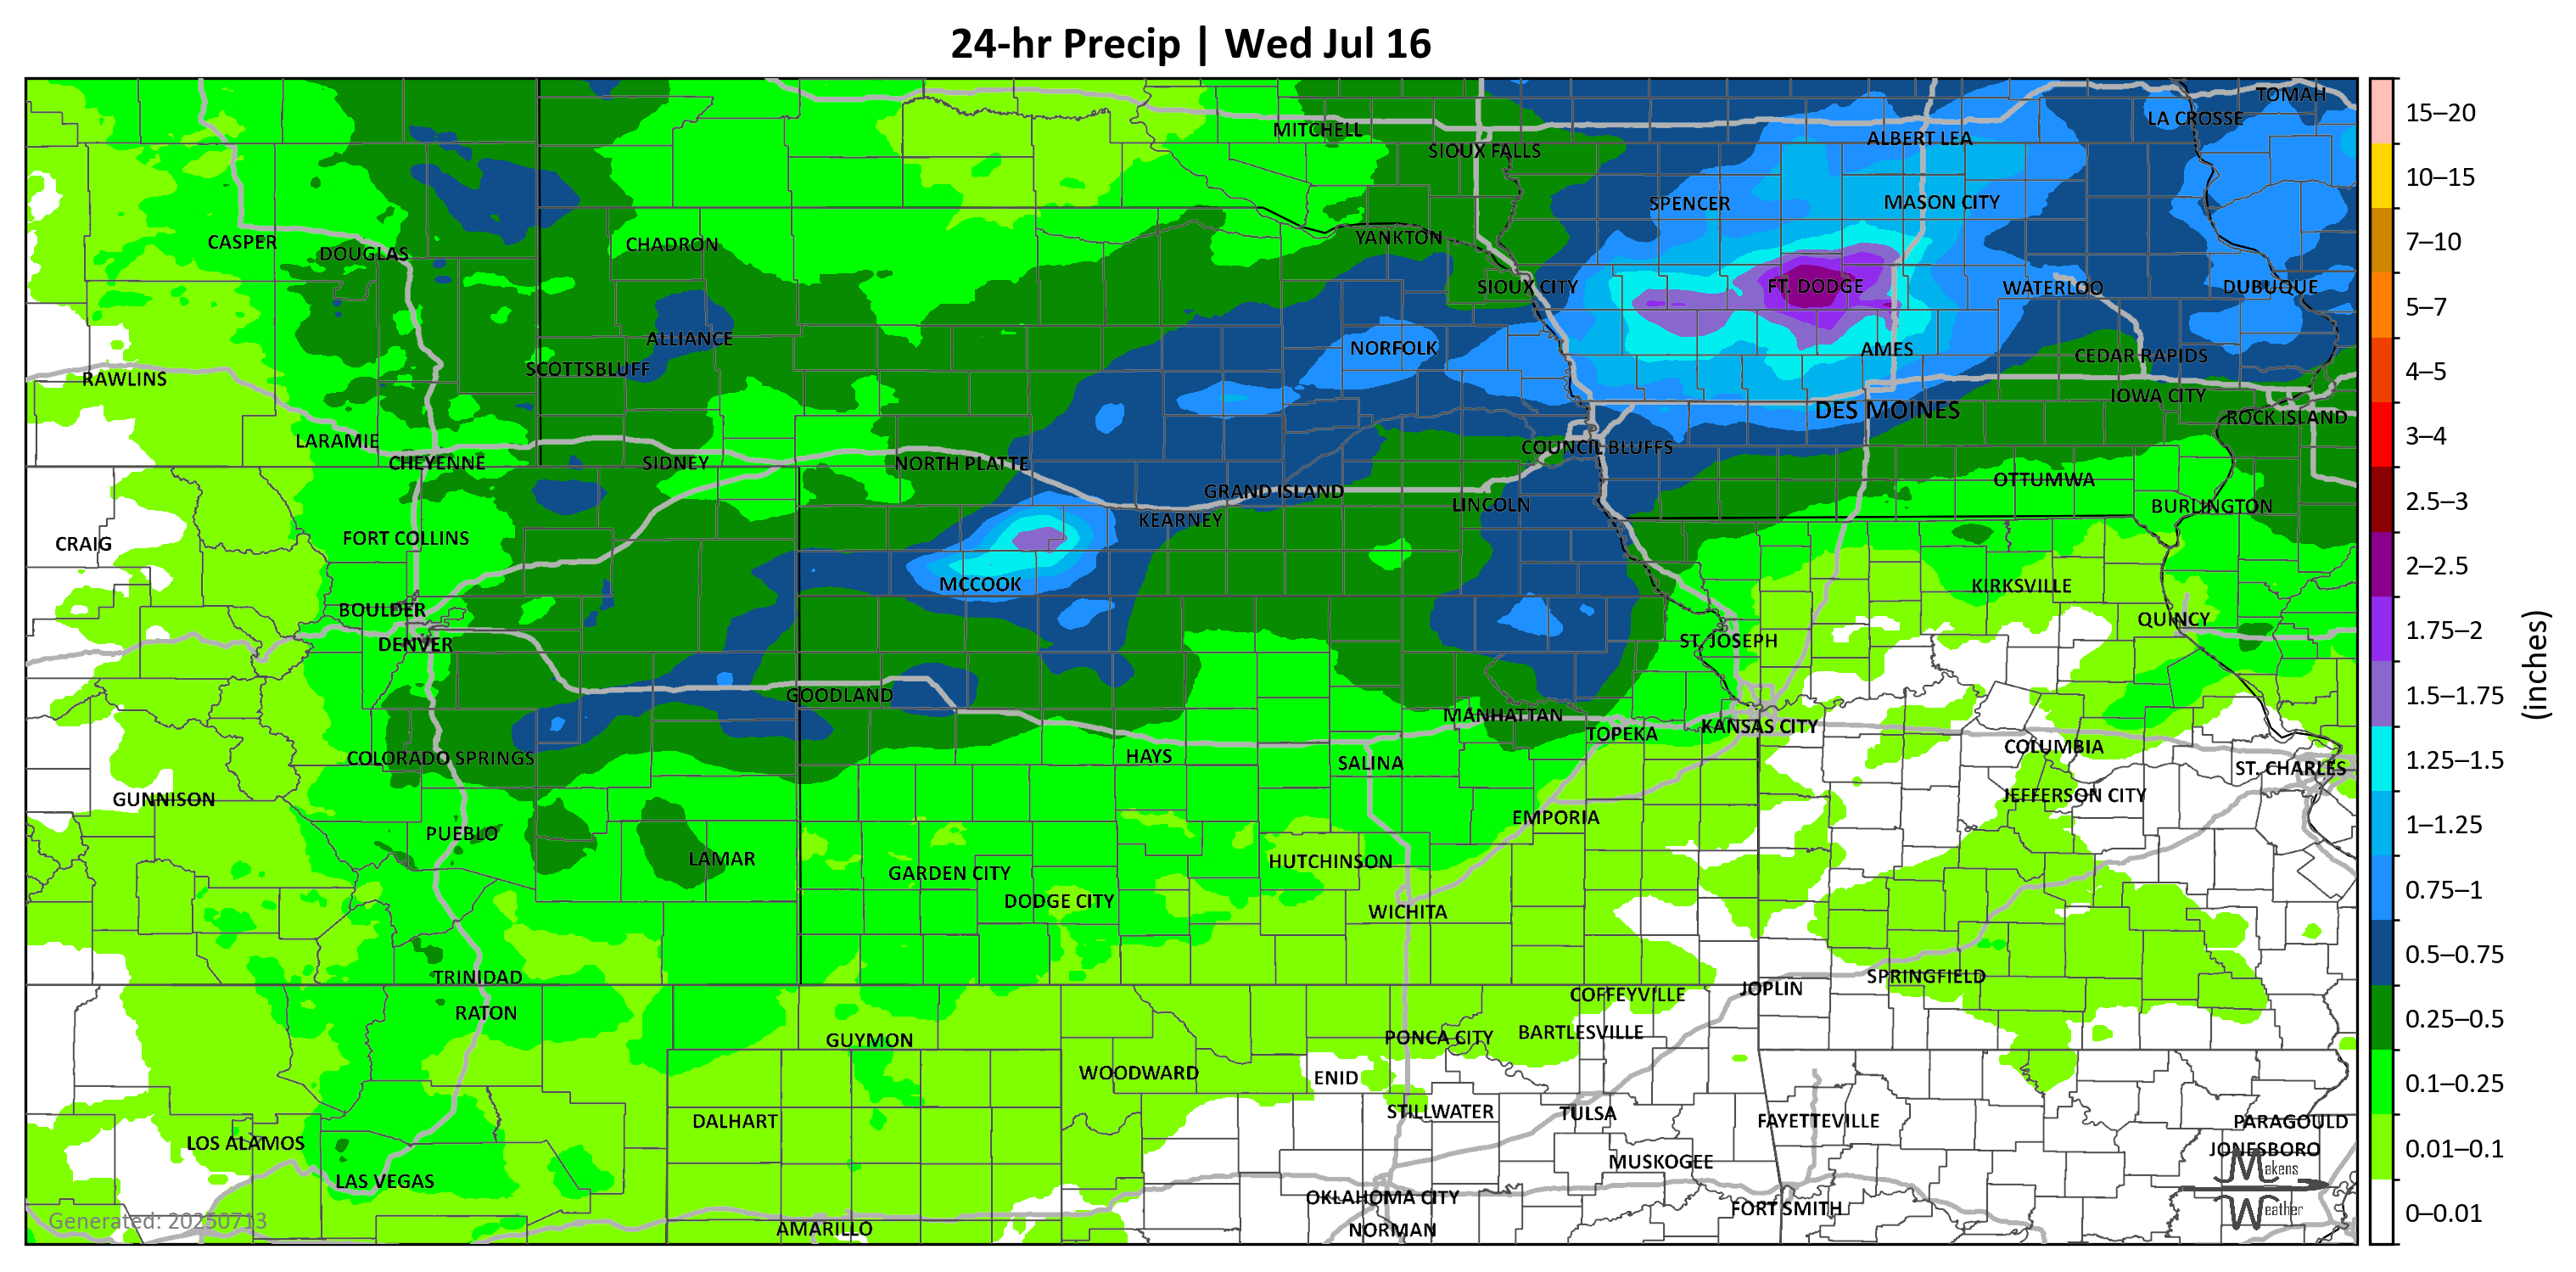 24-hr Precip | Wed Jul 16
TOMAH
LA CROSSE
MITCHELL
ALBERT LEA
SIOUX FALLS
SPENCER
MASON CITY
CASPER
DOUGLAS
CHADRON
YANKTON
SIOUX CITY
FT. DODGE
WATERLOO
DUBUQUE
ALLIANCE
NORFOLK
AMES
CEDAR RAPIDS
SCOTTSBLUFF
RAWLINS
IOWA CITY
DES MOINES
ROCK ISLAND
LARAMIE
COUNCIL BLUFFS
CHEYENNE
SIDNEY
NORTH PLATTE
OTTUMWA
GRAND ISLAND
LINCOLN
BURLINGTON
KEARNEY
FORT COLLINS
CRAIG
MCCOOK
KIRKSVILLE
BOULDER
QUINCY
DENVER
ST. JOSEPH
GOODLAND
MANHATTAN
KANSAS CITY
TOPEKA
COLUMBIA
COLORADO SPRINGS
HAYS
SALINA
ST. CHARLES
GUNNISON
JEFFERSON CITY
EMPORIA
PUEBLO
LAMAR
HUTCHINSON
GARDEN CITY
DODGE CITY
WICHITA
TRINIDAD
SPRINGFIELD
JOPLIN
COFFEYVILLE
RATON
BARTLESVILLE
PONCA CITY
GUYMON
WOODWARD
ENID
STILLWATER
TULSA
DALHART
FAYETTEVILLE
PARAGOULD
LOS ALAMOS
JONESBORO
MUSKOGEE
LAS VEGAS
OKLAHOMA CITY
FORT SMITH
AMARILLO
NORMAN
Generated: 20250713
Makens
Weather
15–20
10–15
7–10
5–7
4–5
3–4
2.5–3
2–2.5
1.75–2
1.5–1.75
1.25–1.5
1–1.25
0.75–1
0.5–0.75
0.25–0.5
0.1–0.25
0.01–0.1
0–0.01
(inches)